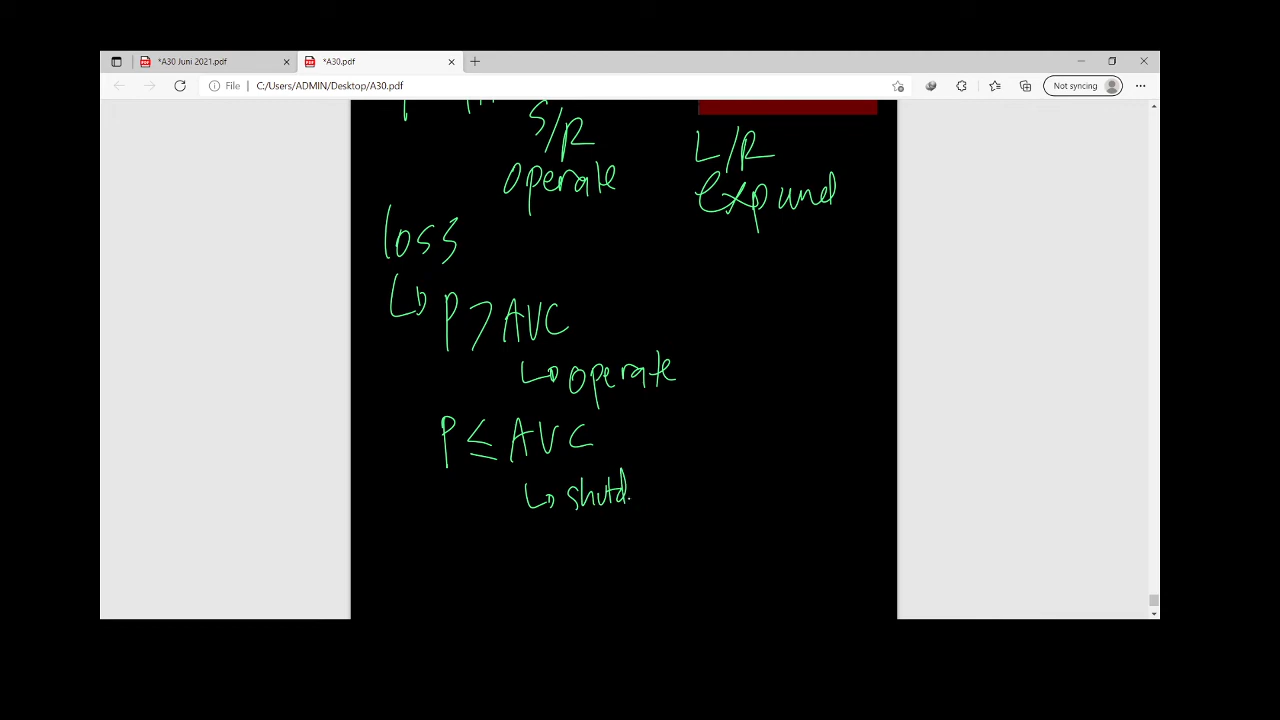 *A30 Juni 2021.pdf
*A30.pdf
File
C:/Users/ADMIN/Desktop/A30.pdf
Not syncing
S/R
L/R
operate
expand
loss
↳ P > AVC
↳ operate
P ≤ AVC
↳ shutd.